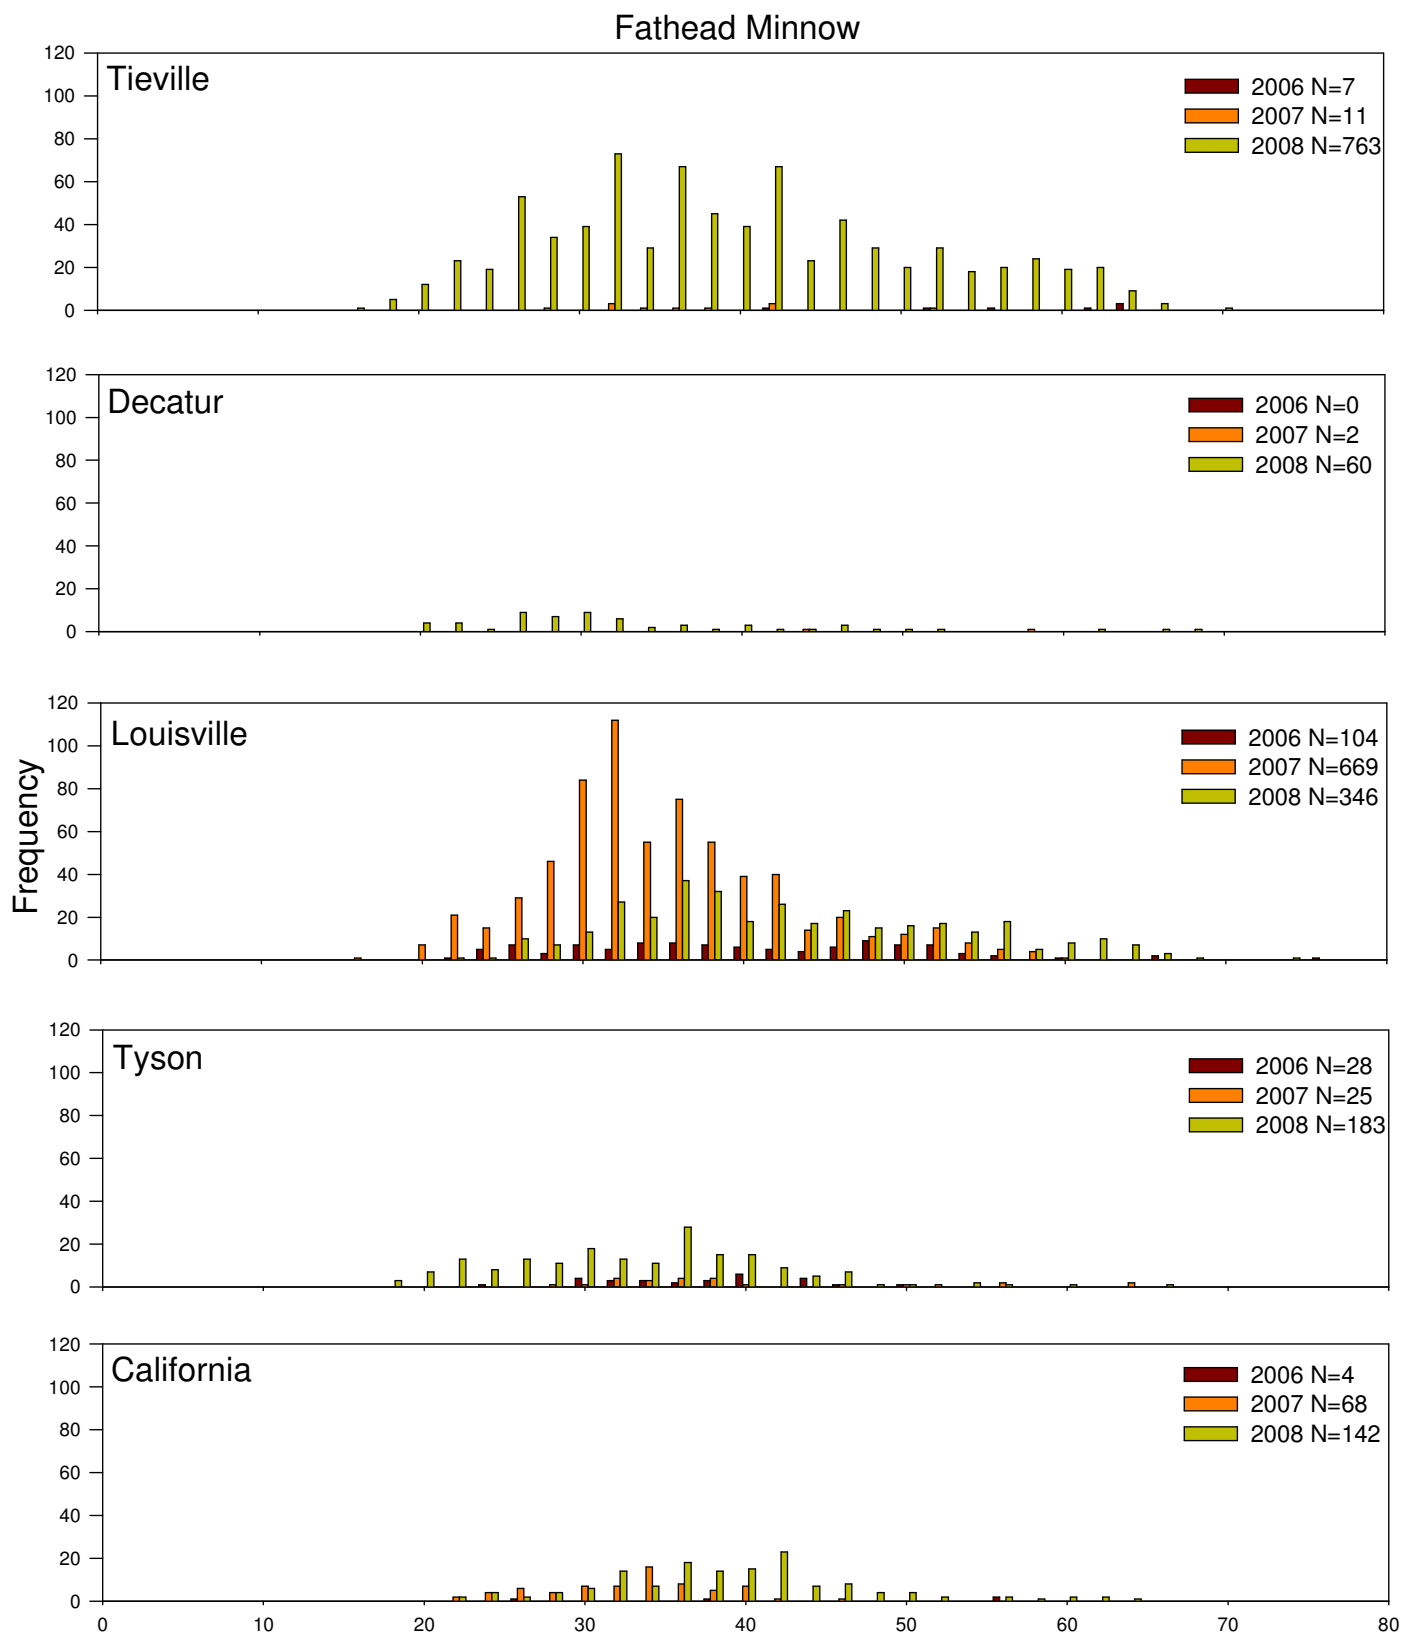 Fathead Minnow
120
100
80
60
40
20
0
Tieville
2006 N=7
2007 N=11
2008 N=763
120
100
80
60
40
20
0
Decatur
2006 N=0
2007 N=2
2008 N=60
Frequency
120
100
80
60
40
20
0
Louisville
2006 N=104
2007 N=669
2008 N=346
120
100
80
60
40
20
0
Tyson
2006 N=28
2007 N=25
2008 N=183
120
100
80
60
40
20
0
California
2006 N=4
2007 N=68
2008 N=142
0 10 20 30 40 50 60 70 80